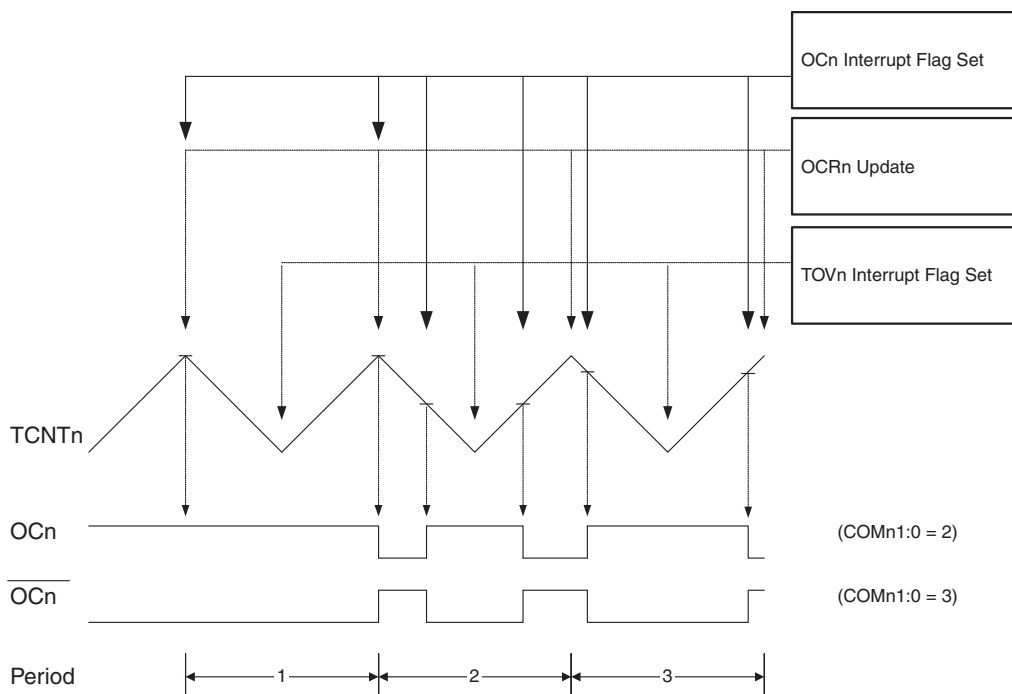 OCn Interrupt Flag Set
OCRn Update
TOVn Interrupt Flag Set
TCNTn
OCn (COMn1:0 = 2)
OCn (COMn1:0 = 3)
Period 1 2 3